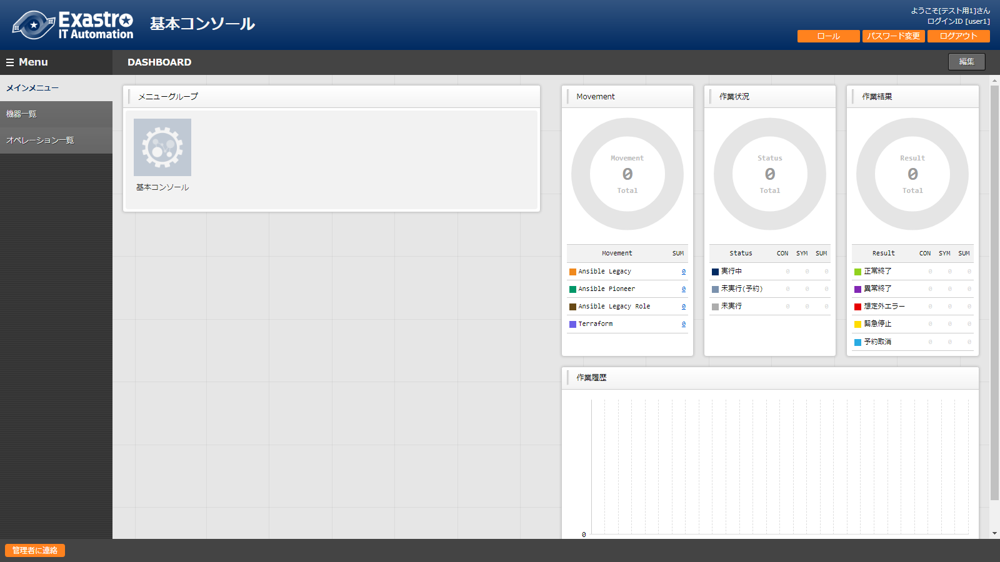 Exastro
IT Automation
基本コンソール
ようこそ[テスト用1]さん
ログインID [user1]
ロール
パスワード変更
ログアウト
Menu
DASHBOARD
編集
メインメニュー
機器一覧
オペレーション一覧
メニューグループ
基本コンソール
Movement
Movement
0
Total
Movement SUM
Ansible Legacy 0
Ansible Pioneer 0
Ansible Legacy Role 0
Terraform 0
作業状況
Status
0
Total
Status CON SYM SUM
実行中 0 0 0
未実行(予約) 0 0 0
未実行 0 0 0
作業結果
Result
0
Total
Result CON SYM SUM
正常終了 0 0 0
異常終了 0 0 0
想定外エラー 0 0 0
緊急停止 0 0 0
予約取消 0 0 0
作業履歴
0
管理者に連絡